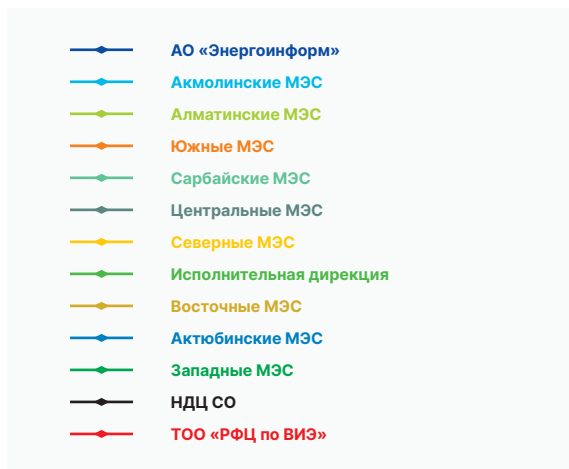 АО «Энергоинформ»
Акмолинские МЭС
Алматинские МЭС
Южные МЭС
Сарбайские МЭС
Центральные МЭС
Северные МЭС
Исполнительная дирекция
Восточные МЭС
Актюбинские МЭС
Западные МЭС
НДЦ СО
ТОО «РФЦ по ВИЭ»